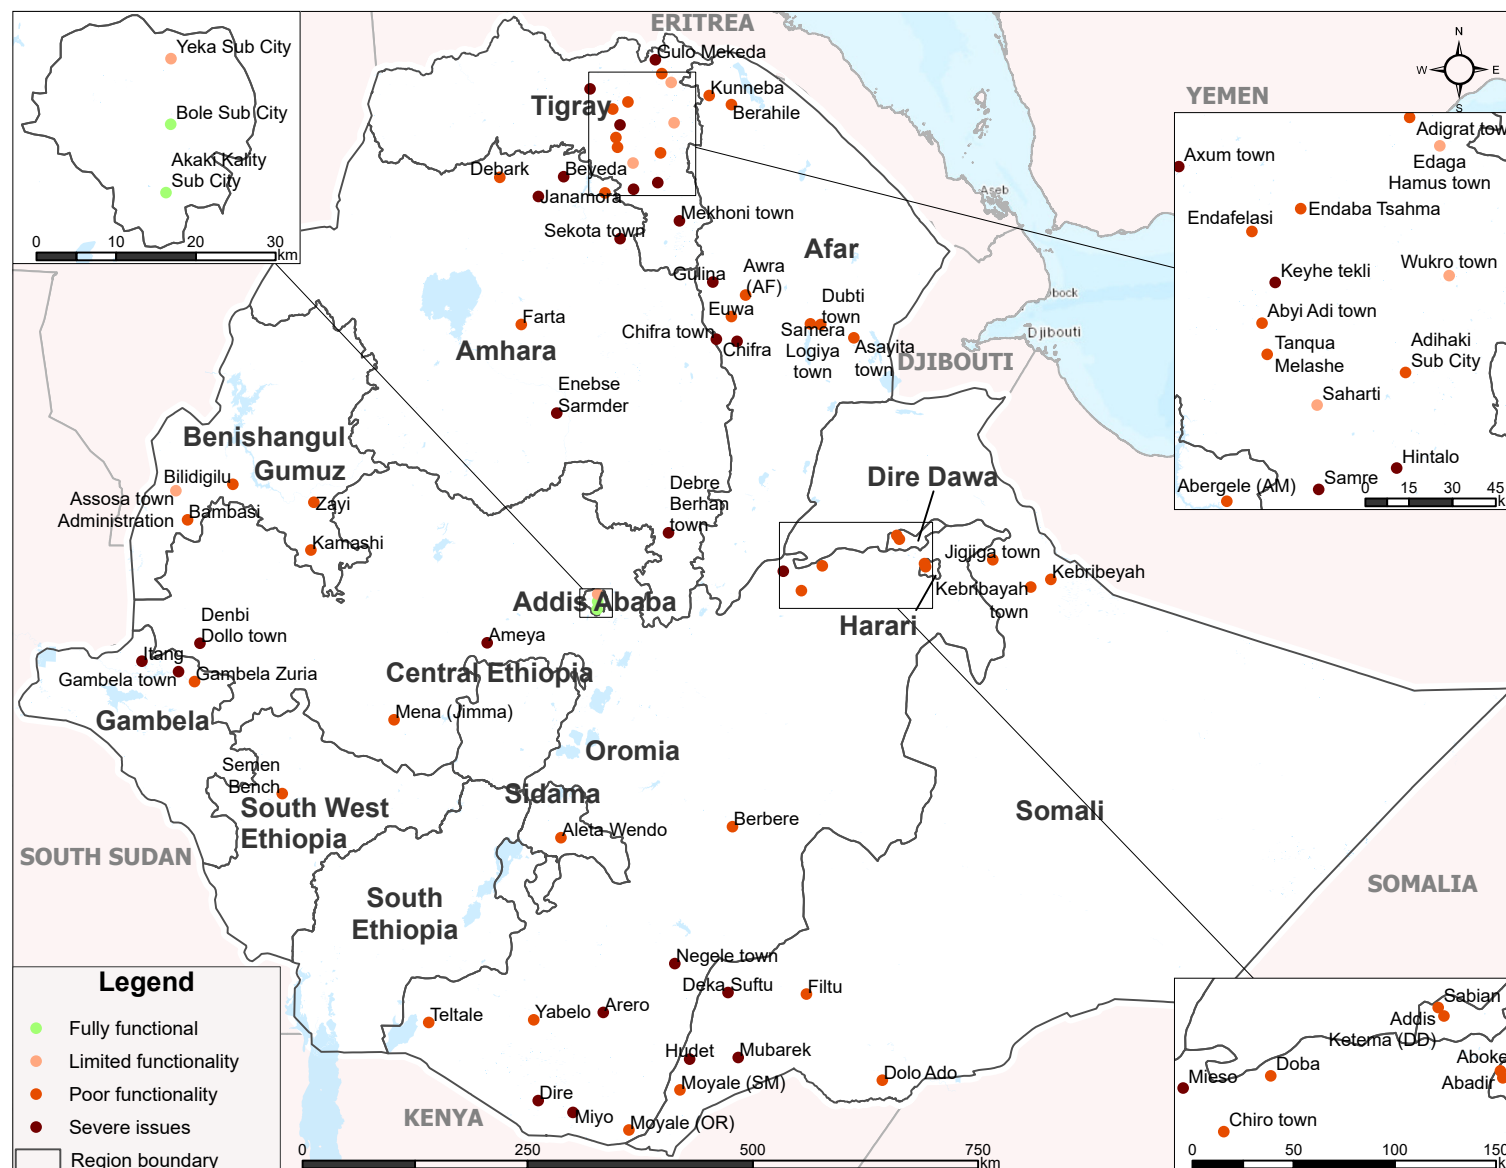 ERITREA
Yeka Sub City
Bole Sub City
Akaki Kality
Sub City
0 10 20 30
km
Gulo Mekeda
Tigray
Kunneba
Berahile
Debark
Beyeda
Janamora
Mekhoni town
Sekota town
Afar
Gulina
Awra
(AF)
Euwa
Dubti
town
Chifra town
Chifra
Samera
Logiya
town
Asayita
town
Farta
Amhara
Enebse
Sarmder
Aseb
bock
Djibouti
DJIBOUTI
YEMEN
N
W E
S
Adigrat tow
Axum town
Edaga
Hamus town
Endaba Tsahma
Endafelasi
Keyhe tekli
Wukro town
Abyi Adi town
Tanqua
Melashe
Adihaki
Sub City
Saharti
Hintalo
Samre
Abergele (AM)
0 15 30 45
k
Benishangul
Gumuz
Bilidigilu
Assosa town
Administration
Bambasi
Zayi
Kamashi
Debre
Berhan
town
Dire Dawa
Jigjiga town
Kebribeyah
Kebribayah
town
Harari
Addis Ababa
Denbi
Dollo town
Itang
Gambela town
Gambela Zuria
Gambela
Ameya
Central Ethiopia
Mena (Jimma)
Oromia
Semen
Bench
South West
Ethiopia
Sidama
Aleta Wendo
Berbere
Somali
SOUTH SUDAN
SOMALIA
South
Ethiopia
Negele town
Deka Suftu
Filtu
Teltale
Yabelo
Arero
Hudet
Mubarek
Moyale (SM)
Dolo Ado
Dire
Miyo
Moyale (OR)
KENYA
Legend
Fully functional
Limited functionality
Poor functionality
Severe issues
Region boundary
0 250 500 750
km
Sabian
Addis
Ketema (DD)
Aboke
Abadir
Mieso
Doba
Chiro town
0 50 100 150
k